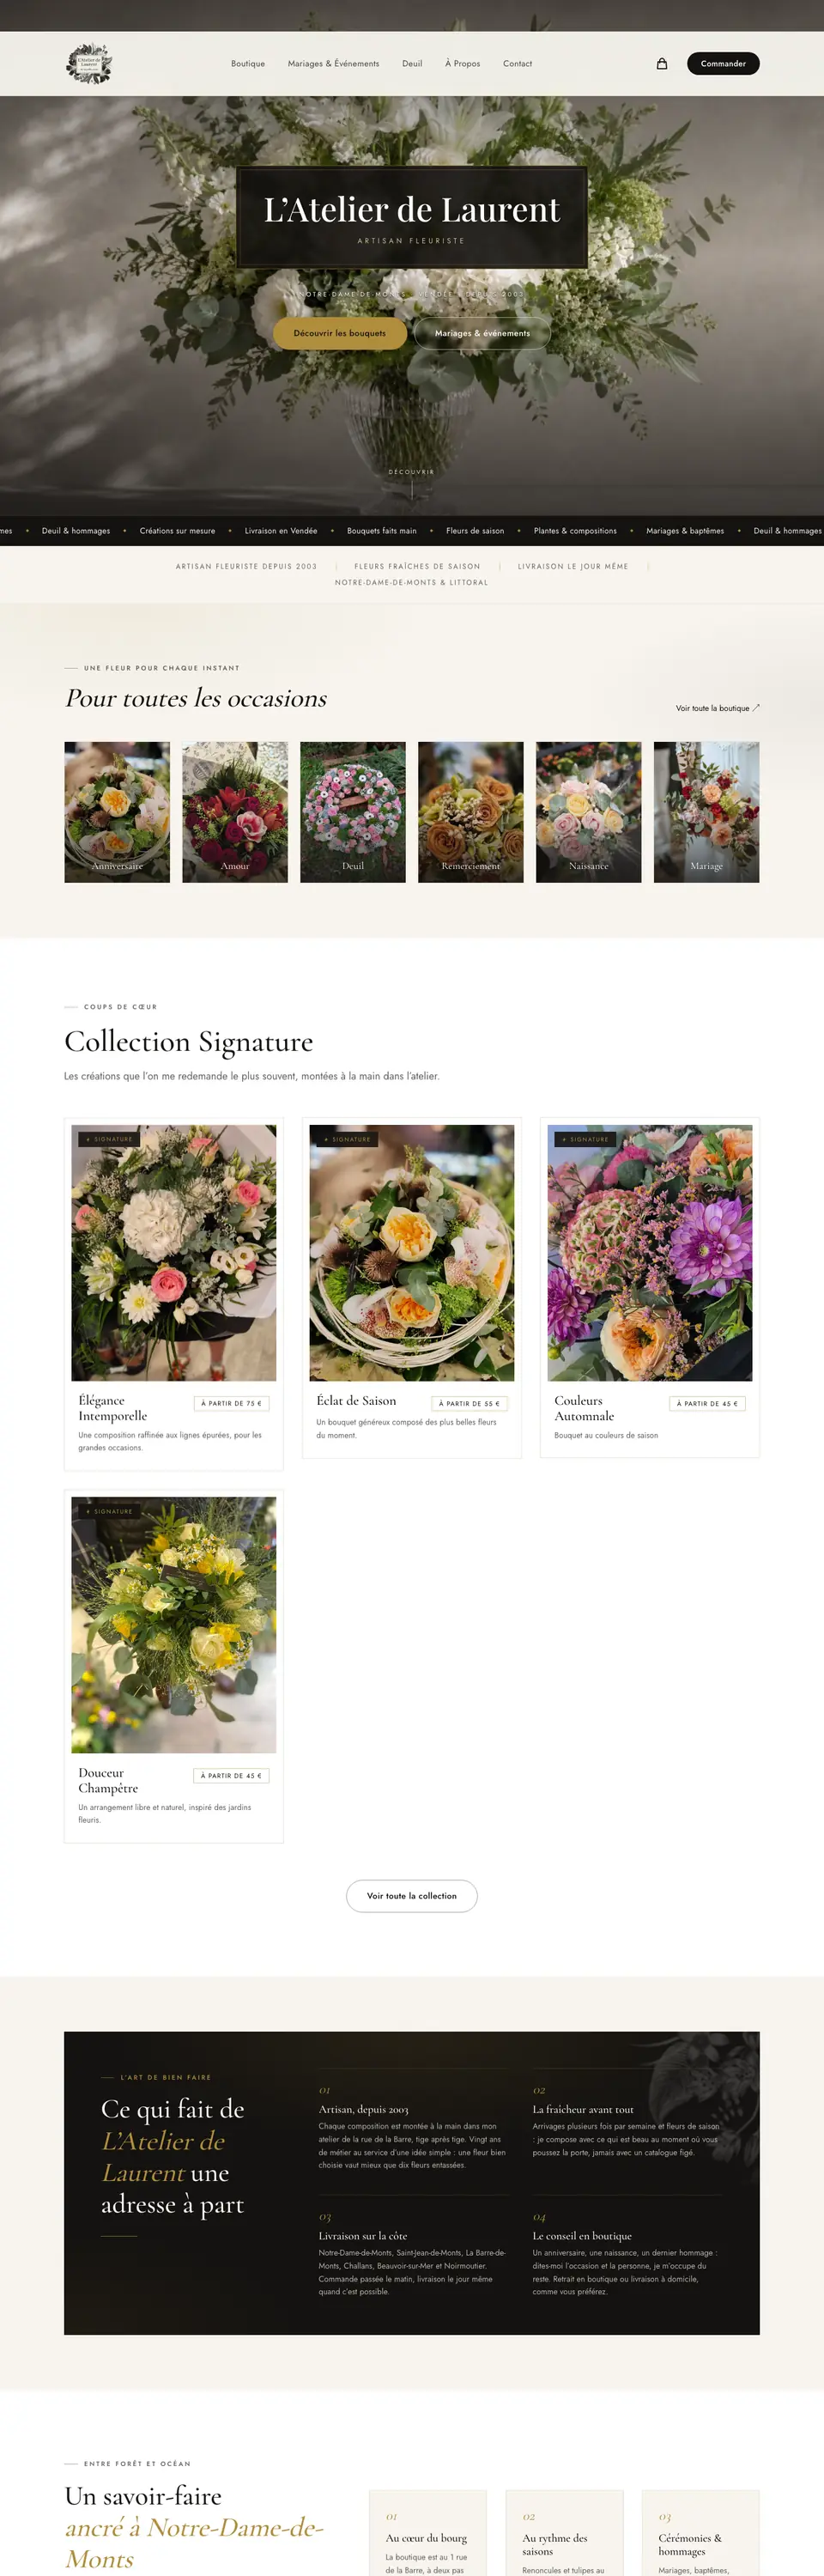 L'Atelier de
Laurent
Boutique Mariages & Événements Deuil À Propos Contact
Commander
L'Atelier de Laurent
ARTISAN FLEURISTE
NOTRE-DAME-DE-MONTS VENDÉE DEPUIS 2003
Découvrir les bouquets Mariages & événements
DÉCOUVRIR
mes Deuil & hommages Créations sur mesure Livraison en Vendée Bouquets faits main Fleurs de saison Plantes & compositions Mariages & baptêmes Deuil & hommages
ARTISAN FLEURISTE DEPUIS 2003 FLEURS FRAÎCHES DE SAISON LIVRAISON LE JOUR MÊME
NOTRE-DAME-DE-MONTS & LITTORAL
UNE FLEUR POUR CHAQUE INSTANT
Pour toutes les occasions
Voir toute la boutique
Anniversaire Amour Deuil Remerciement Naissance Mariage
COUPS DE CŒUR
Collection Signature
Les créations que l'on me redemande le plus souvent, montées à la main dans l'atelier.
SIGNATURE
Élégance
Intemporelle
À PARTIR DE 75 €
Une composition raffinée aux lignes épurées, pour les
grandes occasions.
SIGNATURE
Éclat de Saison
À PARTIR DE 55 €
Un bouquet généreux composé des plus belles fleurs
du moment.
SIGNATURE
Couleurs
Automnale
À PARTIR DE 45 €
Bouquet au couleurs de saison
SIGNATURE
Douceur
Champêtre
À PARTIR DE 45 €
Un arrangement libre et naturel, inspiré des jardins
fleuris.
Voir toute la collection
L'ART DE BIEN FAIRE
Ce qui fait de
L'Atelier de
Laurent une
adresse à part
01
Artisan, depuis 2003
Chaque composition est montée à la main dans mon
atelier de la rue de la Barre, tige après tige. Vingt ans
de métier au service d'une idée simple : une fleur bien
choisie vaut mieux que dix fleurs entassées.
02
La fraîcheur avant tout
Arrivages plusieurs fois par semaine et fleurs de saison
: je compose avec ce qui est beau au moment où vous
poussez la porte, jamais avec un catalogue figé.
03
Livraison sur la côte
Notre-Dame-de-Monts, Saint-Jean-de-Monts, La Barre-de-
Monts, Challans, Beauvoir-sur-Mer et Noirmoutier.
Commande passée le matin, livraison le jour même
quand c'est possible.
04
Le conseil en boutique
Un anniversaire, une naissance, un dernier hommage :
dites-moi l'occasion et la personne, je m'occupe du
reste. Retrait en boutique ou livraison à domicile,
comme vous préférez.
ENTRE FORÊT ET OCÉAN
Un savoir-faire
ancré à Notre-Dame-de-
Monts
01
Au cœur du bourg
La boutique est au 1 rue
de la Barre, à deux pas
02
Au rythme des
saisons
Renoncules et tulipes au
03
Cérémonies &
hommages
Mariages, baptêmes,